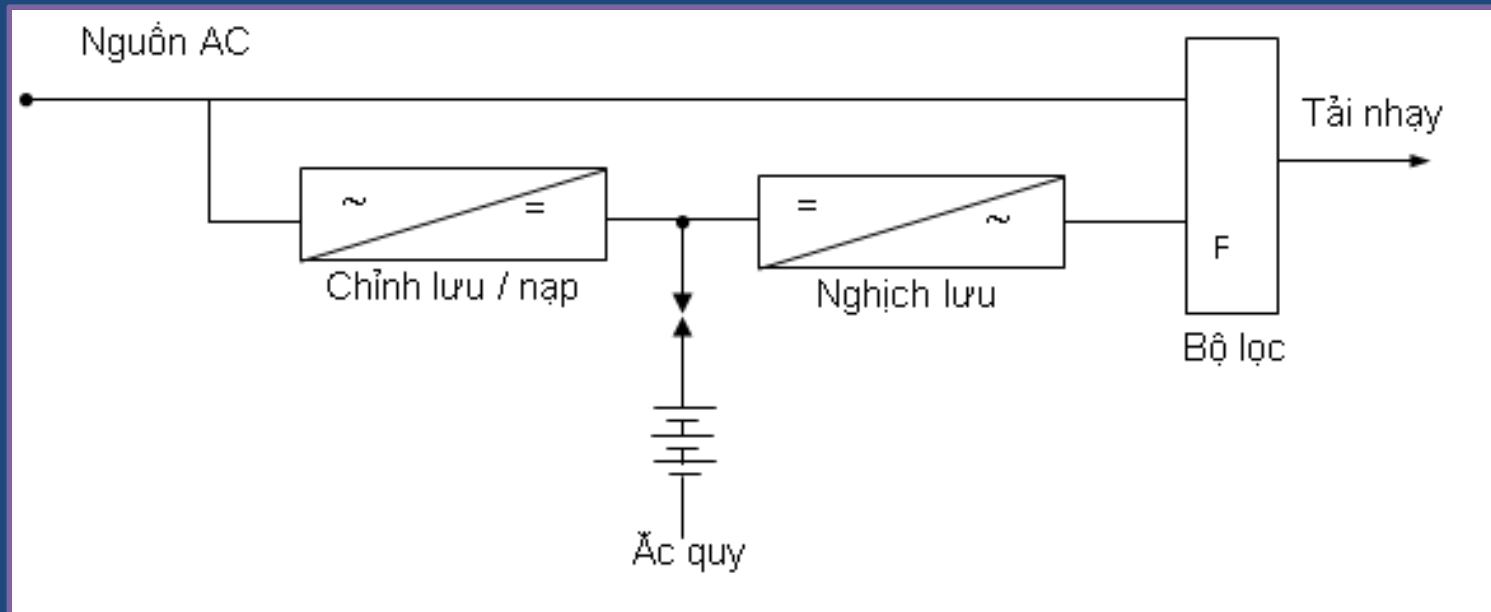 Nguồn AC
Tải nhạy
~ =
= ~
F
Chỉnh lưu / nạp
Nghịch lưu
Bộ lọc
Ắc quy